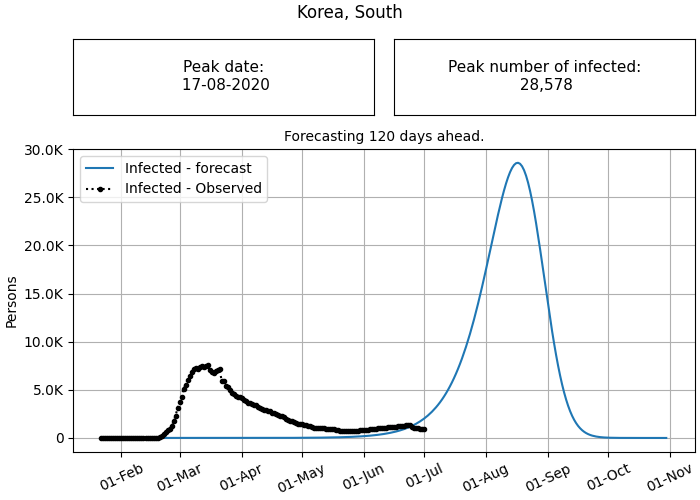 Korea, South
Peak date:
17-08-2020
Peak number of infected:
28,578
Forecasting 120 days ahead.
30.0K
25.0K
20.0K
15.0K
10.0K
5.0K
0
Persons
Infected - forecast
Infected - Observed
01-Feb
01-Mar
01-Apr
01-May
01-Jun
01-Jul
01-Aug
01-Sep
01-Oct
01-Nov